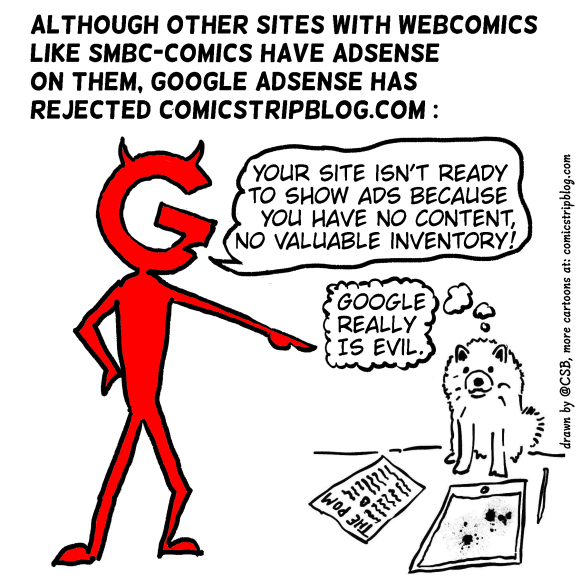 ALTHOUGH OTHER SITES WITH WEBCOMICS
LIKE SMBC-COMICS HAVE ADSENSE
ON THEM, GOOGLE ADSENSE HAS
REJECTED COMICSTRIPBLOG.COM :
G
YOUR SITE ISN'T READY
TO SHOW ADS BECAUSE
YOU HAVE NO CONTENT,
NO VALUABLE INVENTORY!
GOOGLE
REALLY
IS EVIL.
THE POM
drawn by @CSB, more cartoons at: comicstripblog.com